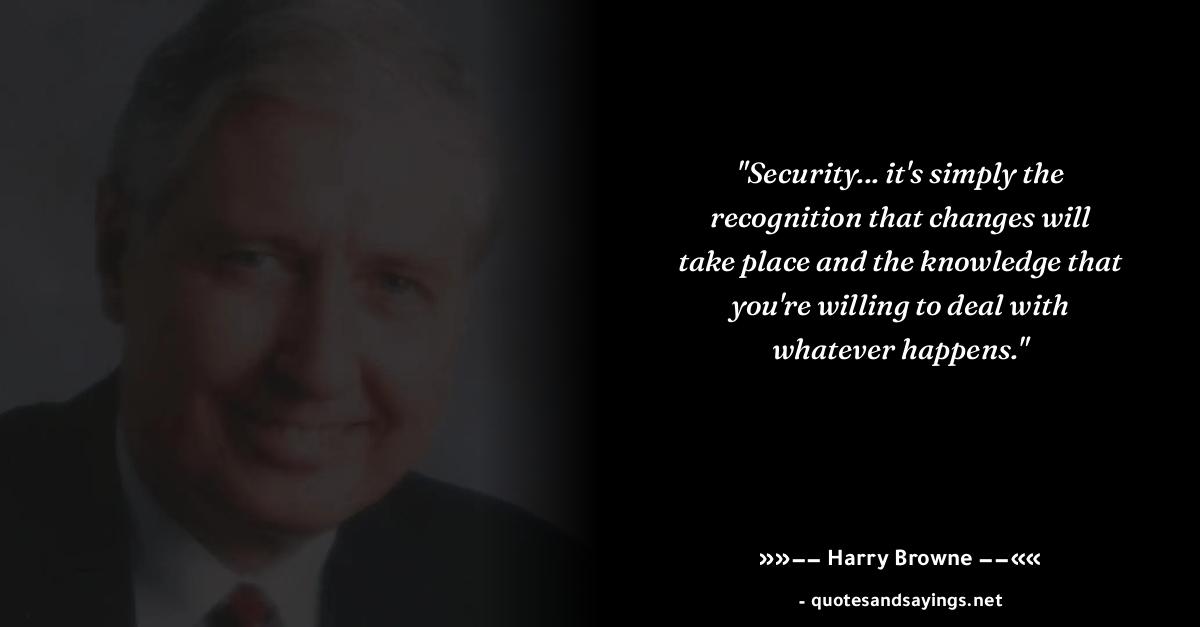 "Security... it's simply the
recognition that changes will
take place and the knowledge that
you're willing to deal with
whatever happens."
»»–– Harry Browne ––««
- quotesandsayings.net